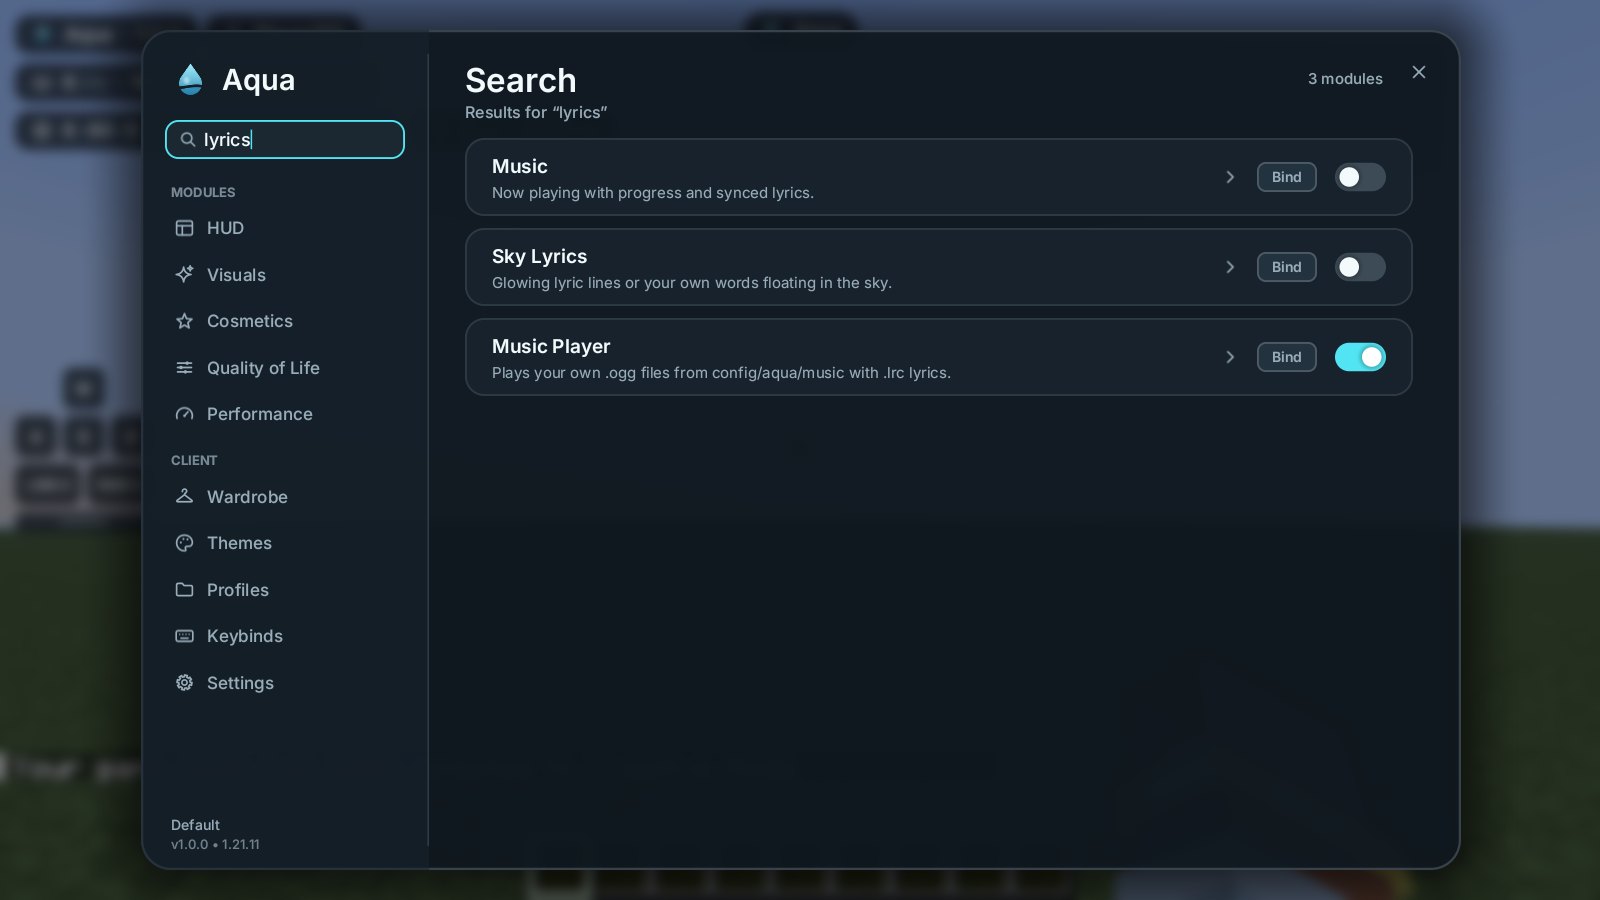 Aqua
lyrics
MODULES
HUD
Visuals
Cosmetics
Quality of Life
Performance
CLIENT
Wardrobe
Themes
Profiles
Keybinds
Settings
Default
v1.0.0 • 1.21.11
Search
3 modules
Results for “lyrics”
Music
Now playing with progress and synced lyrics.
Bind
Sky Lyrics
Glowing lyric lines or your own words floating in the sky.
Bind
Music Player
Plays your own .ogg files from config/aqua/music with .lrc lyrics.
Bind